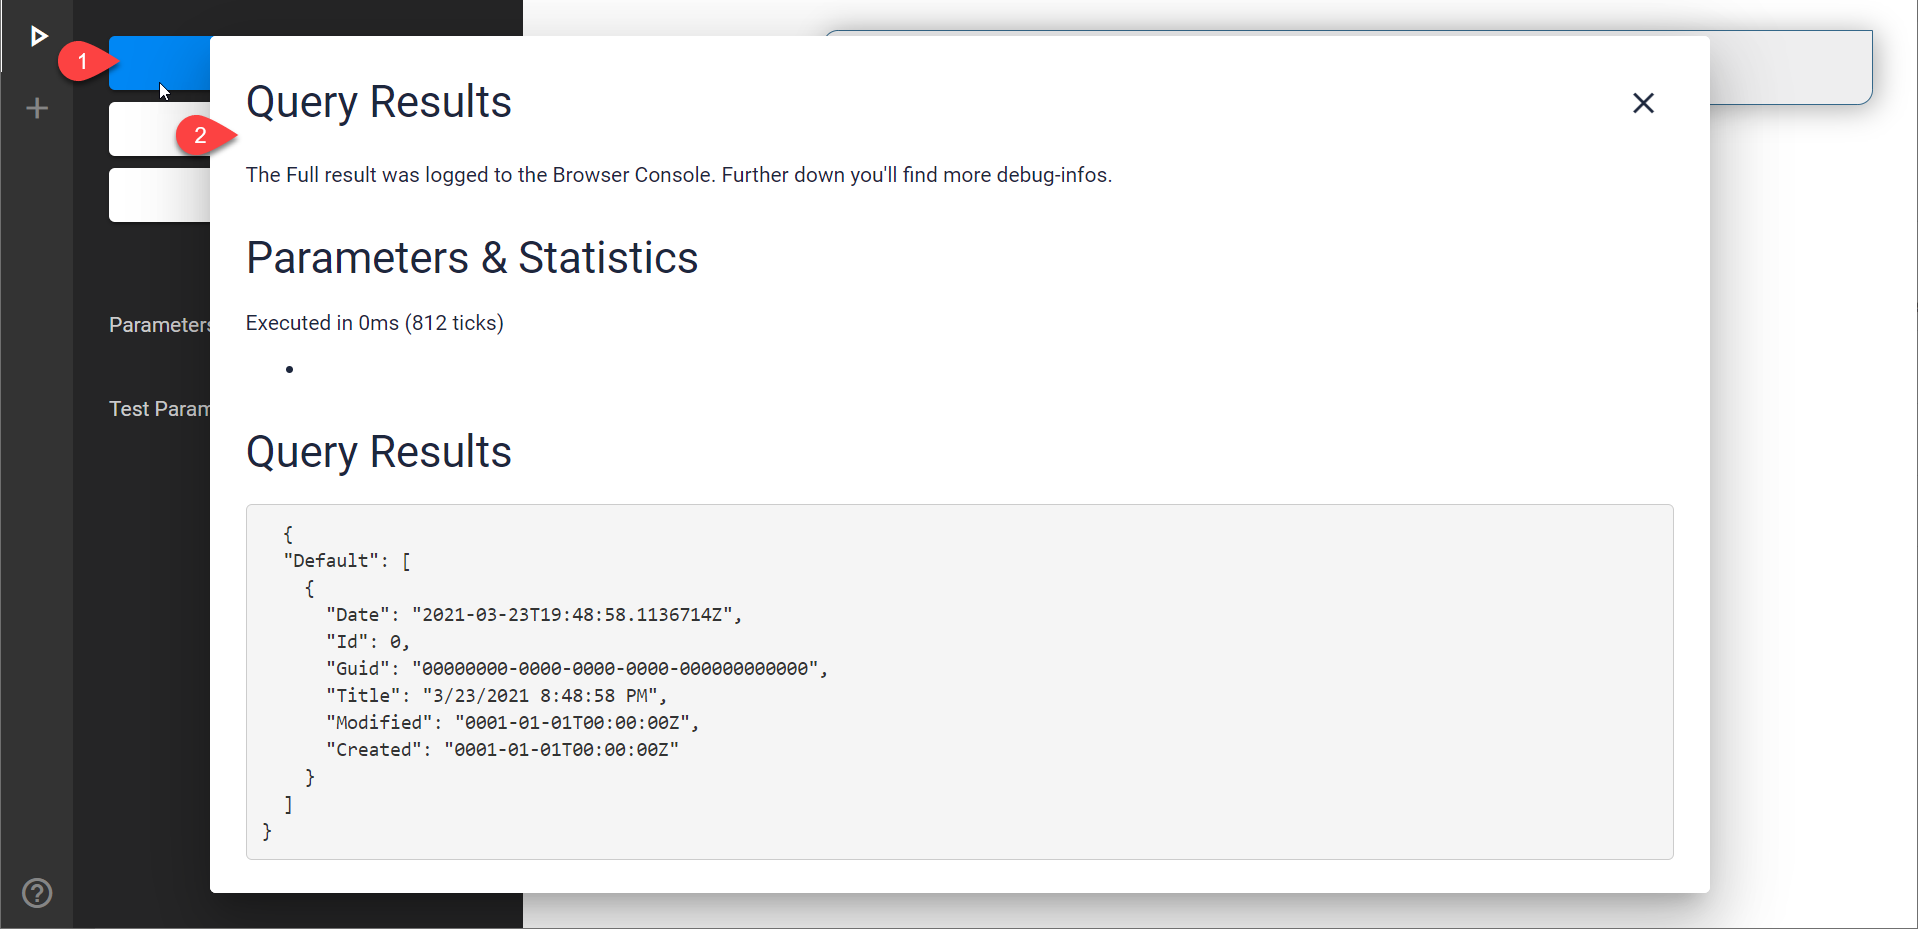 1
2
Query Results
The Full result was logged to the Browser Console. Further down you'll find more debug-infos.
Parameters & Statistics
Executed in 0ms (812 ticks)
Parameters
Test Param
Query Results
{
"Default": [
{
"Date": "2021-03-23T19:48:58.1136714Z",
"Id": 0,
"Guid": "00000000-0000-0000-0000-000000000000",
"Title": "3/23/2021 8:48:58 PM",
"Modified": "0001-01-01T00:00:00Z",
"Created": "0001-01-01T00:00:00Z"
}
]
}